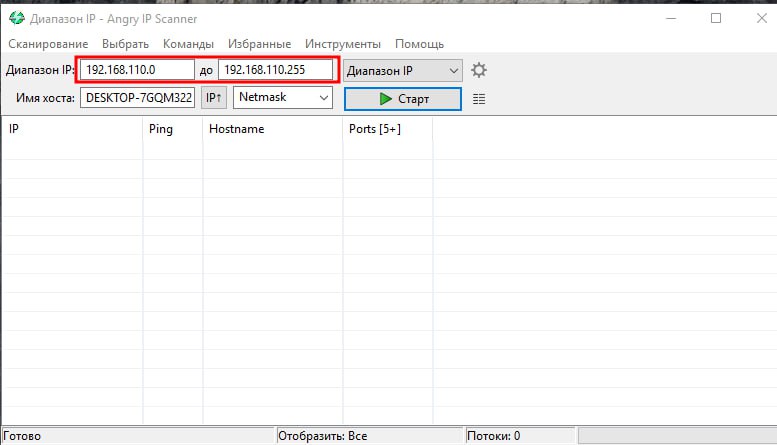 Диапазон IP - Angry IP Scanner
Сканирование Выбрать Команды Избранные Инструменты Помощь
Диапазон IP: 192.168.110.0 до 192.168.110.255 Диапазон IP
Имя хоста: DESKTOP-7GQM322 IP↑ Netmask Старт
IP Ping Hostname Ports [5+]
Готово Отобразить: Все Потоки: 0